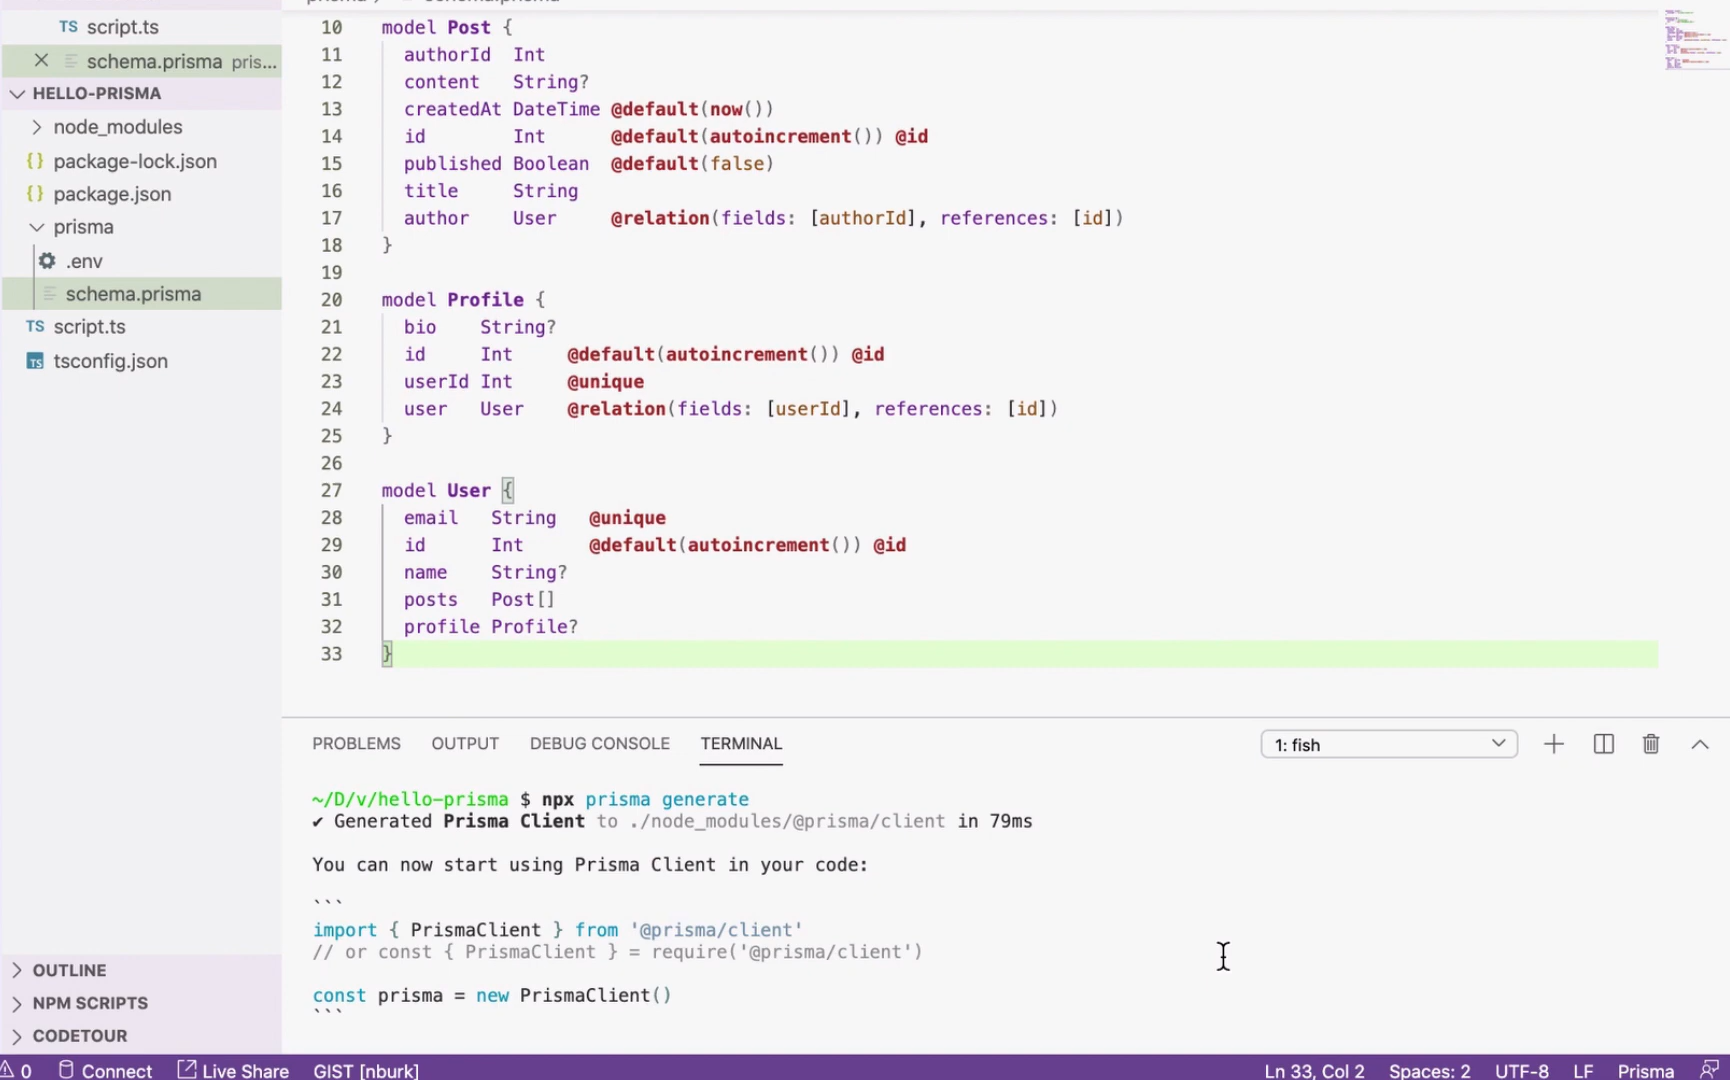 TS script.ts
schema.prisma pris...
HELLO-PRISMA
node_modules
{} package-lock.json
{} package.json
prisma
.env
schema.prisma
TS script.ts
TS tsconfig.json
OUTLINE
NPM SCRIPTS
CODETOUR
10 model Post {
11 authorId Int
12 content String?
13 createdAt DateTime @default(now())
14 id Int @default(autoincrement()) @id
15 published Boolean @default(false)
16 title String
17 author User @relation(fields: [authorId], references: [id])
18 }
19
20 model Profile {
21 bio String?
22 id Int @default(autoincrement()) @id
23 userId Int @unique
24 user User @relation(fields: [userId], references: [id])
25 }
26
27 model User {
28 email String @unique
29 id Int @default(autoincrement()) @id
30 name String?
31 posts Post[]
32 profile Profile?
33 }
PROBLEMS OUTPUT DEBUG CONSOLE TERMINAL 1: fish
~/D/v/hello-prisma $ npx prisma generate
✔ Generated Prisma Client to ./node_modules/@prisma/client in 79ms
You can now start using Prisma Client in your code:
```
import { PrismaClient } from '@prisma/client'
// or const { PrismaClient } = require('@prisma/client')
const prisma = new PrismaClient()
```
0 Connect Live Share GIST [nburk] Ln 33, Col 2 Spaces: 2 UTF-8 LF Prisma